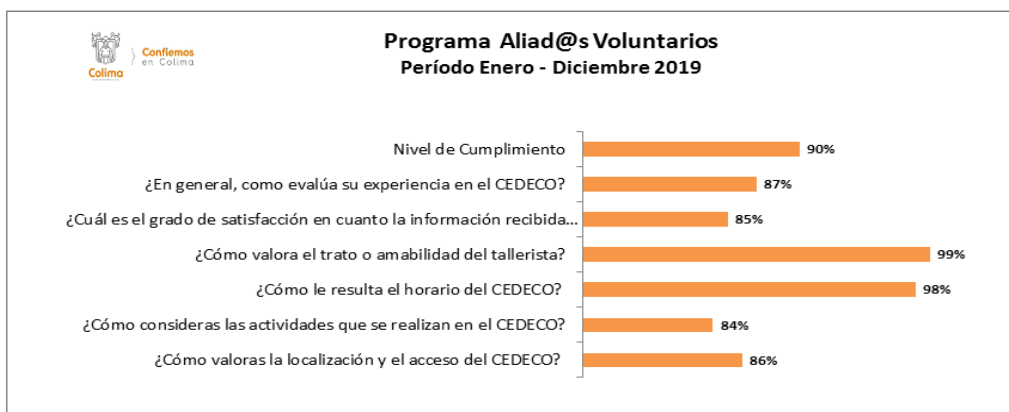 Colima
Confiemos
en Colima
Programa Aliad@s Voluntarios
Período Enero - Diciembre 2019
Nivel de Cumplimiento 90%
¿En general, como evalúa su experiencia en el CEDECO? 87%
¿Cuál es el grado de satisfacción en cuanto la información recibida... 85%
¿Cómo valora el trato o amabilidad del tallerista? 99%
¿Cómo le resulta el horario del CEDECO? 98%
¿Cómo consideras las actividades que se realizan en el CEDECO? 84%
¿Cómo valoras la localización y el acceso del CEDECO? 86%